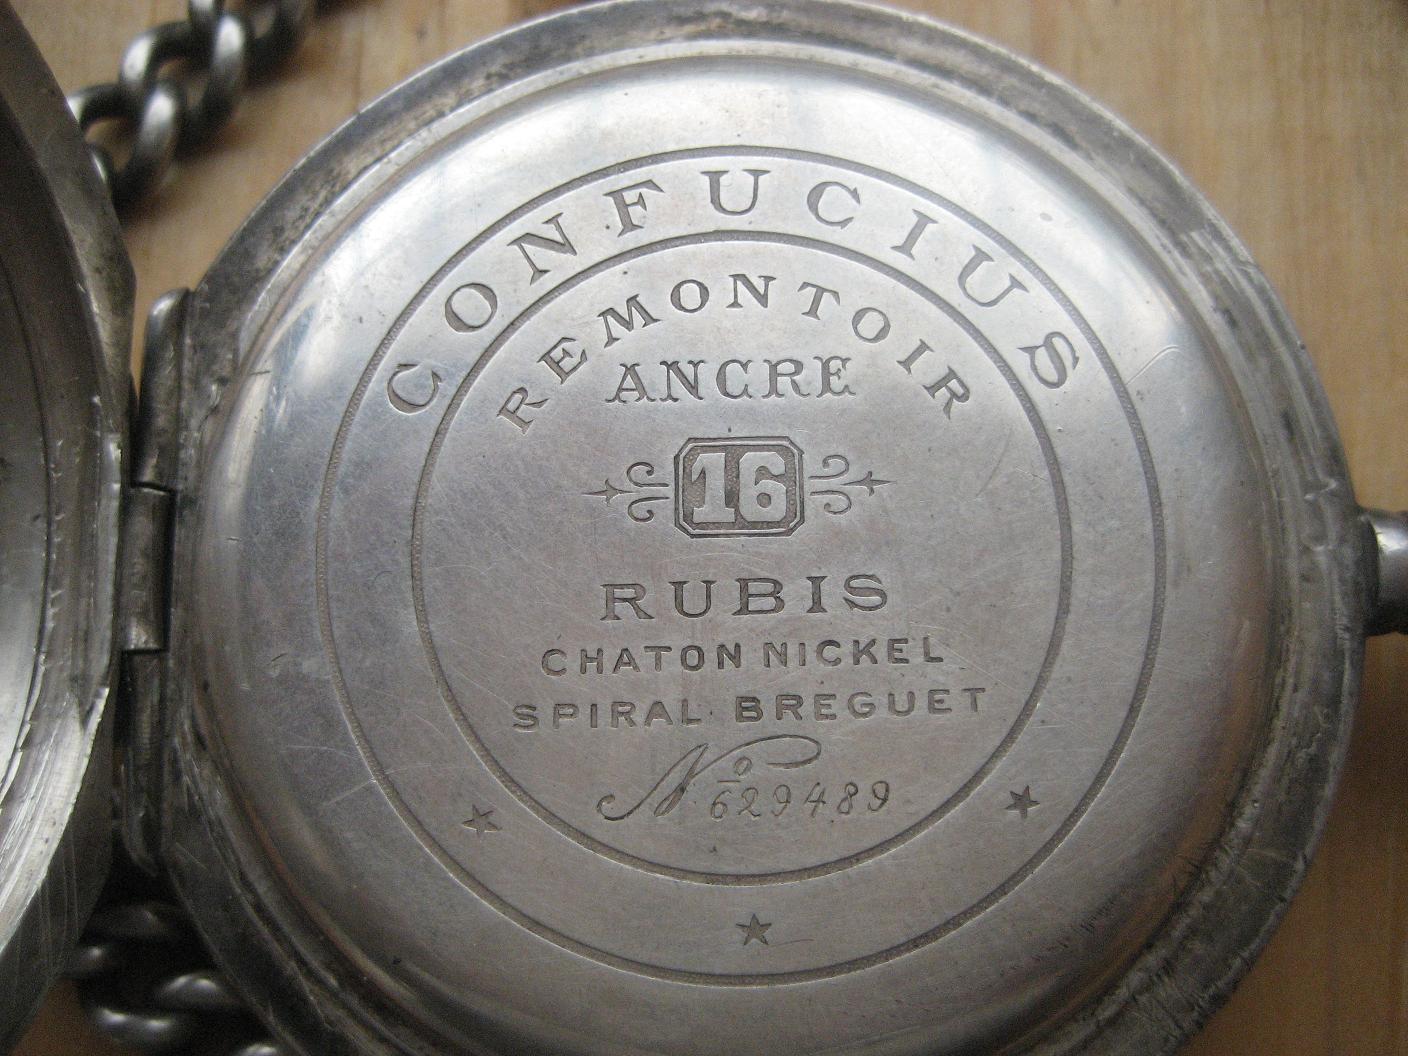 CONFUCIUS
REMONTOIR
ANCRE
16
RUBIS
CHATON NICKEL
SPIRAL BREGUET
No 629489